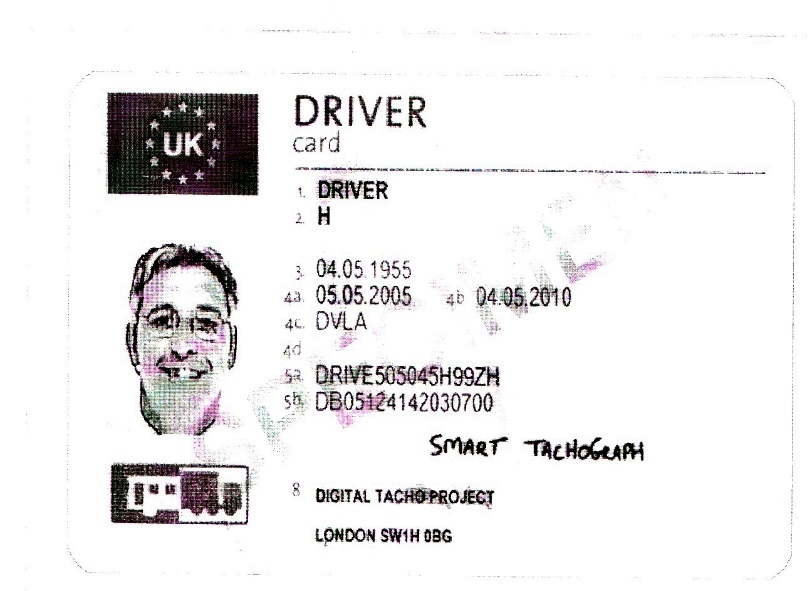 UK
DRIVER
card
1. DRIVER
2. H
3. 04.05.1955
4a. 05.05.2005 4b 04.05.2010
4c. DVLA
4d
5a DRIVE505045H99ZH
5b. DB05124142030700
SMART TACHOGRAPH
8 DIGITAL TACHO PROJECT
LONDON SW1H 0BG
SPECIMEN